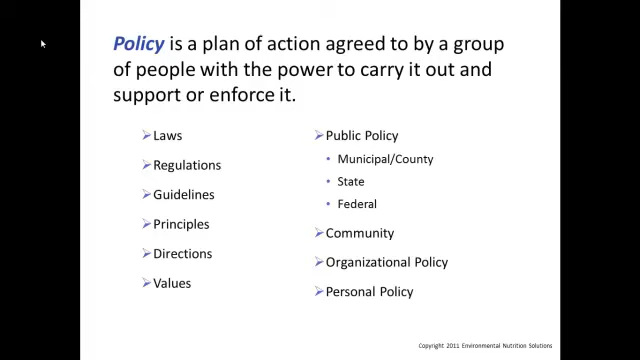 Policy is a plan of action agreed to by a group
of people with the power to carry it out and
support or enforce it.
Laws
Regulations
Guidelines
Principles
Directions
Values
Public Policy
Municipal/County
State
Federal
Community
Organizational Policy
Personal Policy
Copyright 2011 Environmental Nutrition Solutions